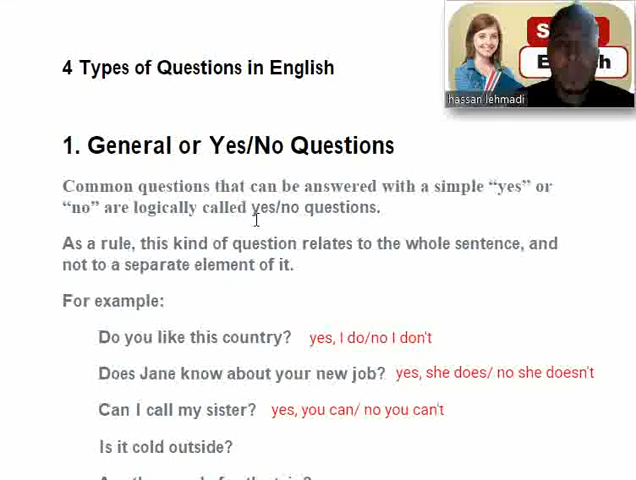 4 Types of Questions in English
hassan lehmadi
1. General or Yes/No Questions
Common questions that can be answered with a simple “yes” or
“no” are logically called yes/no questions.
As a rule, this kind of question relates to the whole sentence, and
not to a separate element of it.
For example:
Do you like this country? yes, I do/no I don't
Does Jane know about your new job? yes, she does/ no she doesn't
Can I call my sister? yes, you can/ no you can't
Is it cold outside?